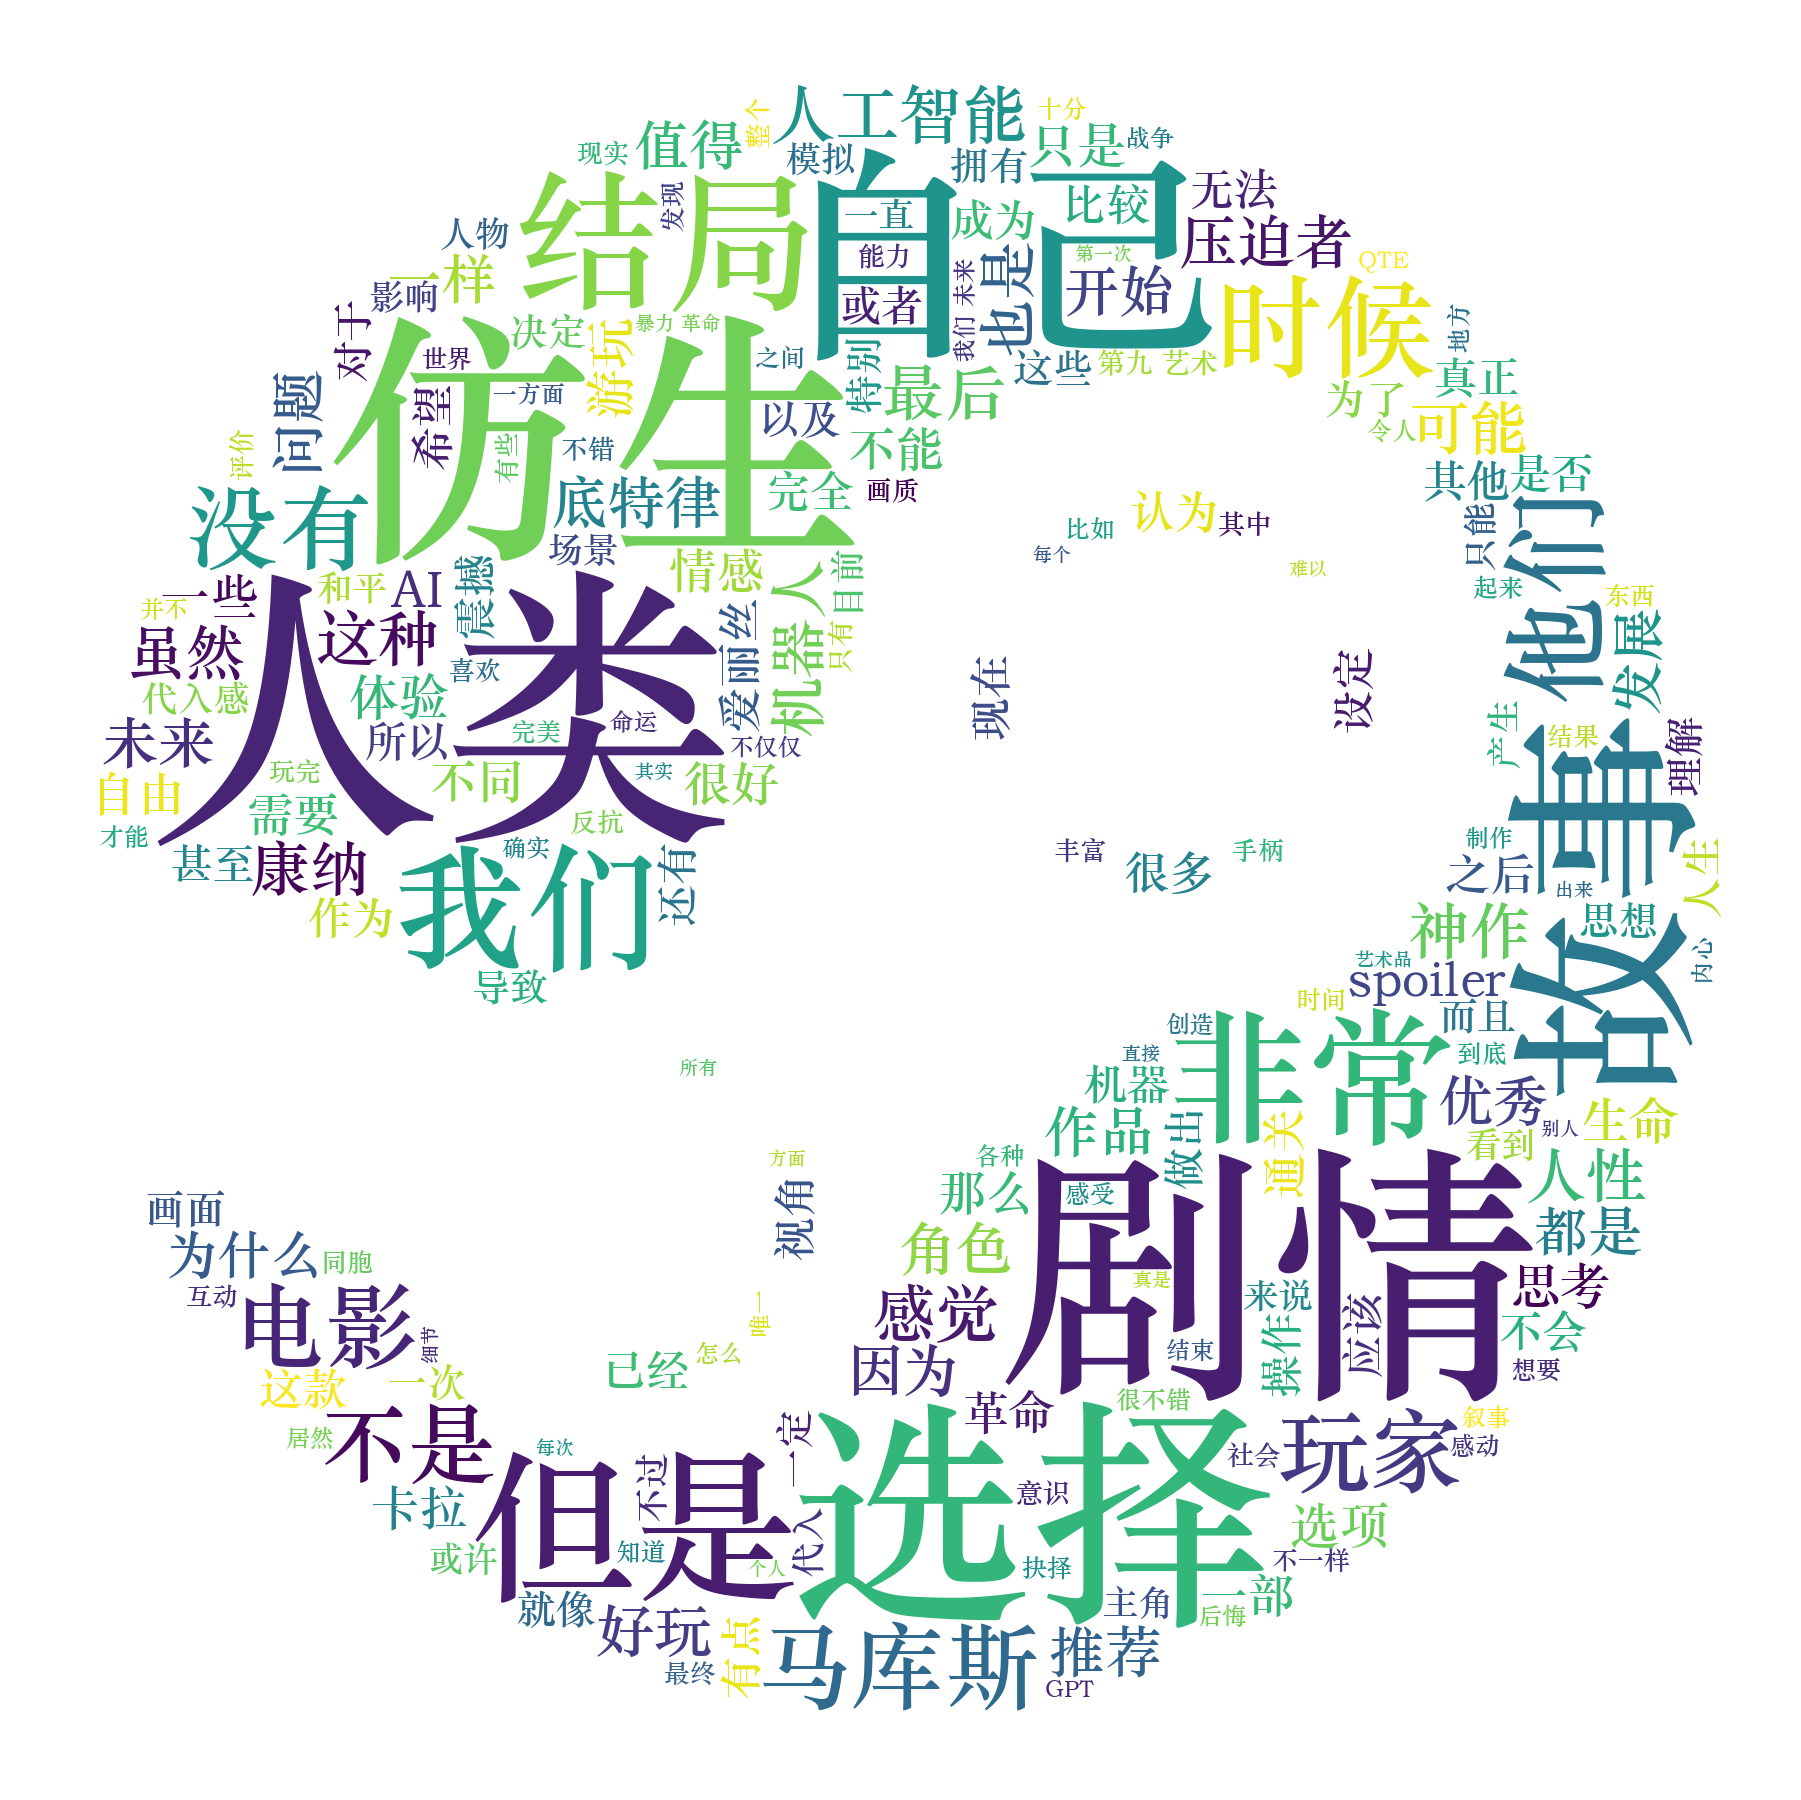 人工智能
十分
整个
值得
只是
战争
现实
模拟
拥有
自己
结局
发现
比较
无法
一直
成为
人物
压迫者
能力
也是
第一次
一样
QTE
影响
开始
时候
或者
我们 未来
对于
决定
游玩
暴力 革命
仿生
世界
之间
特别
这些
第九 艺术
地方
真正
最后
问题
希望
一方面
以及
为了
可能
令人
评价
有些
不错
不能
没有
底特律
完全
画质
认为
其中
比如
其他
是否
他们
只能
场景
情感
机器人
目前
每个
难以
起来
东西
一些
和平
AI
震撼
并不
虽然
这种
爱丽丝
只有
发展
喜欢
代入感
体验
现在
设定
未来
所以
完美
命运
不仅仅
产生
结果
理解
故事
人类
自由
玩完
不同
其实
很好
需要
反抗
才能
甚至
康纳
确实
还有
丰富
很多
手柄
制作
之后
出来
人生
我们
作为
神作
思想
导致
艺术品
spoiler
内心
时间
创造
而且
非常
所有
直接
到底
机器
优秀
作品
做出
通关
生命
别人
看到
方面
各种
那么
感受
人性
画面
视角
角色
都是
为什么
同胞
真是
剧情
思考
互动
电影
细节
唯一
感觉
来说
操作
应该
不会
已经
怎么
因为
结束
想要
这款
一次
革命
很不错
不是
居然
每次
但是
不过
一定
选择
社会
玩家
叙事
感动
卡拉
意识
选项
代入
或许
知道
个人
抉择
不一样
就像
好玩
有点
主角
后悔
一部
最终
马库斯
推荐
GPT